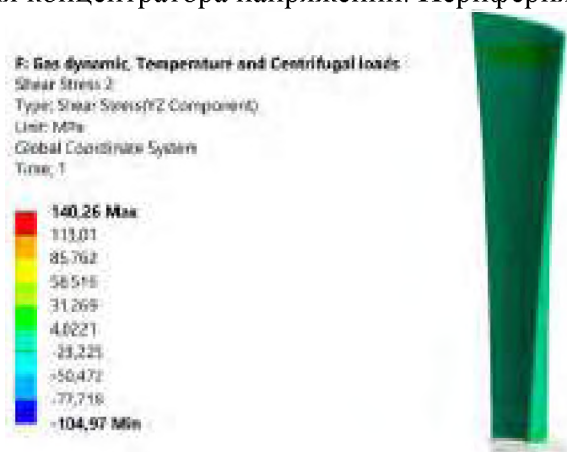 концентратора напряжений.
F: Gas dynamic, Temperature and Centrifugal loads
Shear Stress 2
Type: Shear Stress(YZ Component)
Unit: MPa
Global Coordinate System
Time: 1
140,26 Max
113,01
85,762
58,516
31,269
4,0221
-23,225
-50,472
-77,718
-104,97 Min